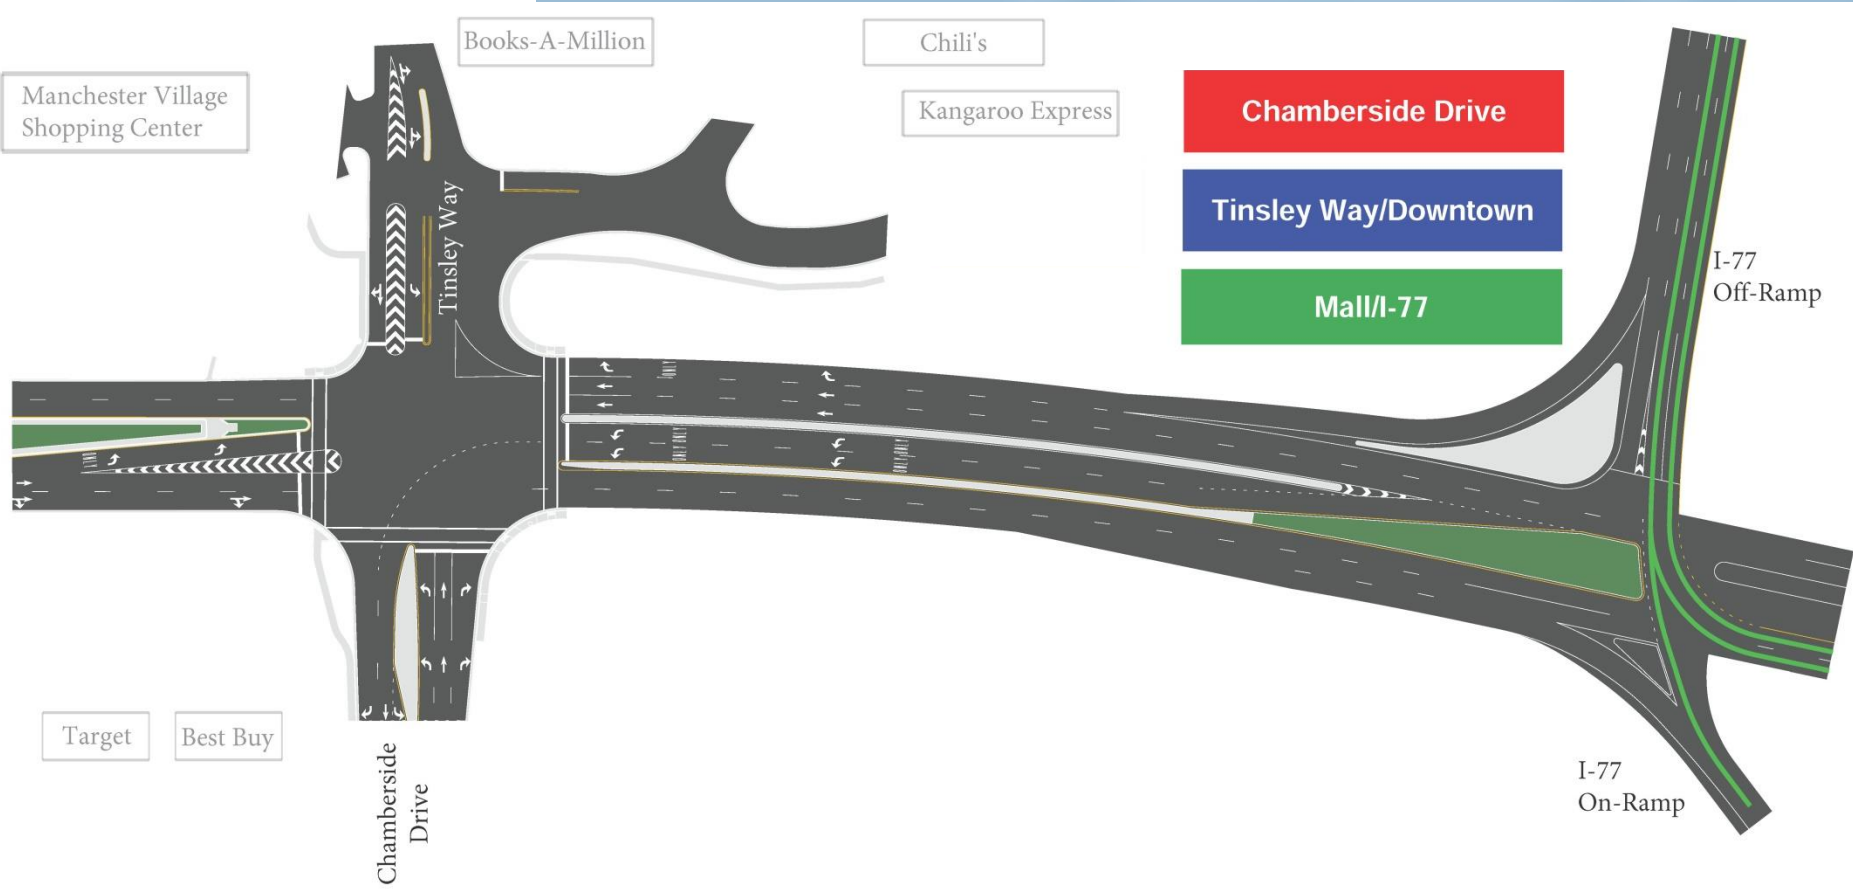 Books-A-Million
Chili's
Manchester Village
Shopping Center
Kangaroo Express
Chamberside Drive
Tinsley Way/Downtown
Mall/I-77
Tinsley Way
I-77
Off-Ramp
Target
Best Buy
Chamberside
Drive
I-77
On-Ramp